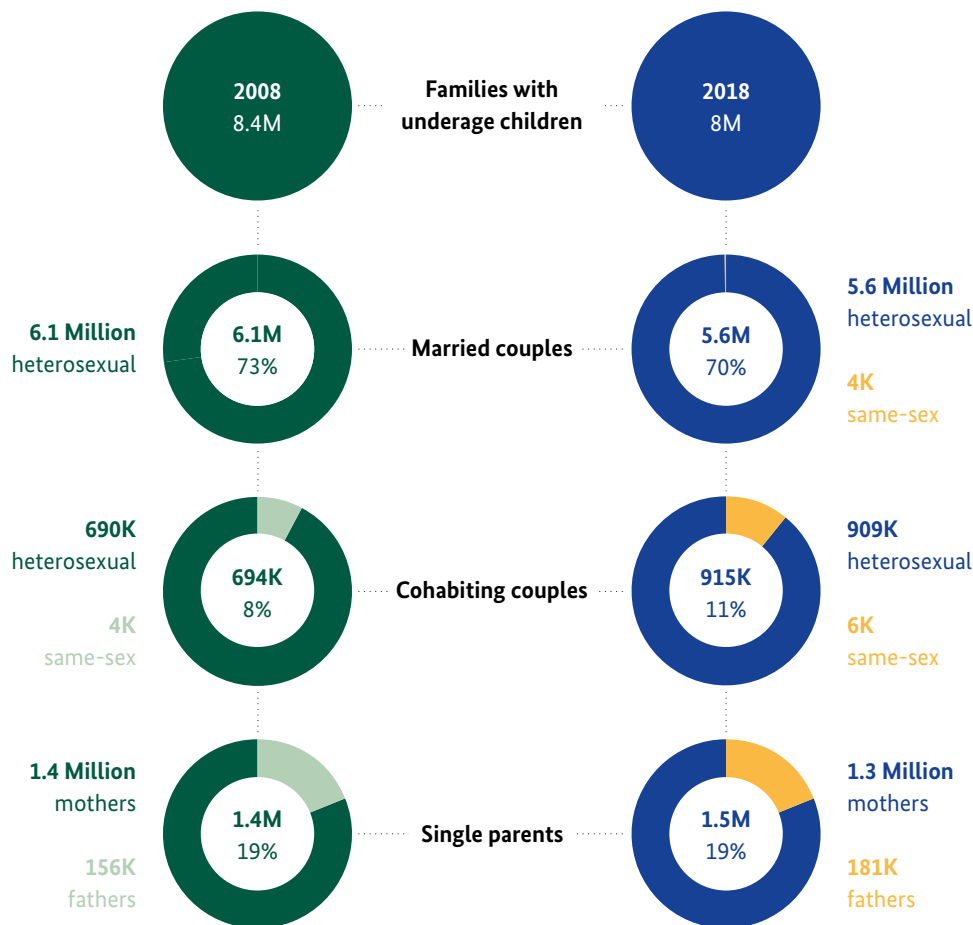 2008
8.4M
Families with
underage children
2018
8M
6.1 Million
heterosexual
6.1M
73%
Married couples
5.6M
70%
5.6 Million
heterosexual
4K
same-sex
690K
heterosexual
4K
same-sex
694K
8%
Cohabiting couples
915K
11%
909K
heterosexual
6K
same-sex
1.4 Million
mothers
156K
fathers
1.4M
19%
Single parents
1.5M
19%
1.3 Million
mothers
181K
fathers